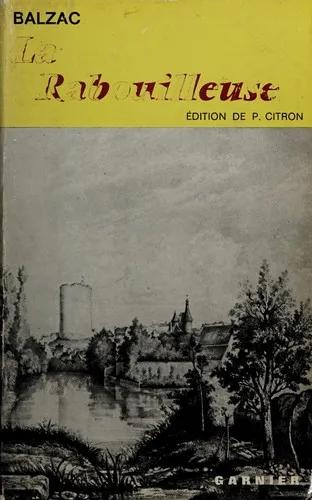 BALZAC
La
Rabouilleuse
ÉDITION DE P. CITRON
GARNIER